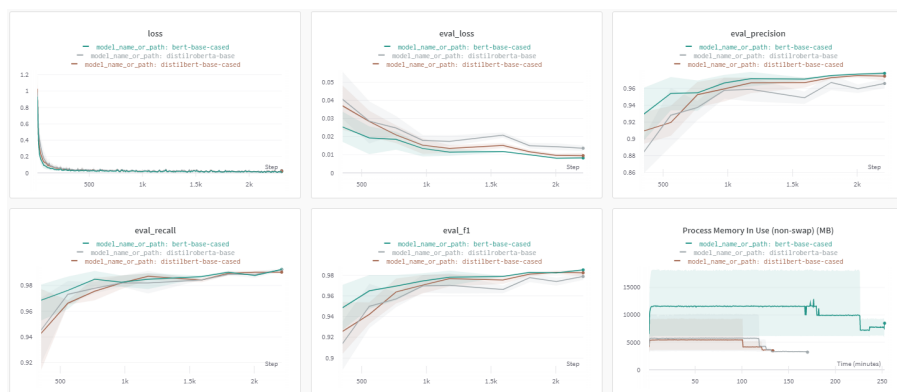 loss
model_name_or_path: bert-base-cased
model_name_or_path: distilroberta-base
model_name_or_path: distilbert-base-cased
1.2
1
0.8
0.6
0.4
0.2
0
Step
500
1k
1.5k
2k
eval_loss
model_name_or_path: bert-base-cased
model_name_or_path: distilroberta-base
model_name_or_path: distilbert-base-cased
0.05
0.04
0.03
0.02
0.01
0
Step
500
1k
1.5k
2k
eval_precision
model_name_or_path: bert-base-cased
model_name_or_path: distilroberta-base
model_name_or_path: distilbert-base-cased
0.96
0.94
0.92
0.9
0.88
0.86
Step
500
1k
1.5k
2k
eval_recall
model_name_or_path: bert-base-cased
model_name_or_path: distilroberta-base
model_name_or_path: distilbert-base-cased
0.98
0.96
0.94
0.92
Step
500
1k
1.5k
2k
eval_f1
model_name_or_path: bert-base-cased
model_name_or_path: distilroberta-base
model_name_or_path: distilbert-base-cased
0.98
0.96
0.94
0.92
0.9
Step
500
1k
1.5k
2k
Process Memory In Use (non-swap) (MB)
model_name_or_path: bert-base-cased
model_name_or_path: distilroberta-base
model_name_or_path: distilbert-base-cased
15000
10000
5000
0
Time (minutes)
50
100
150
200
250